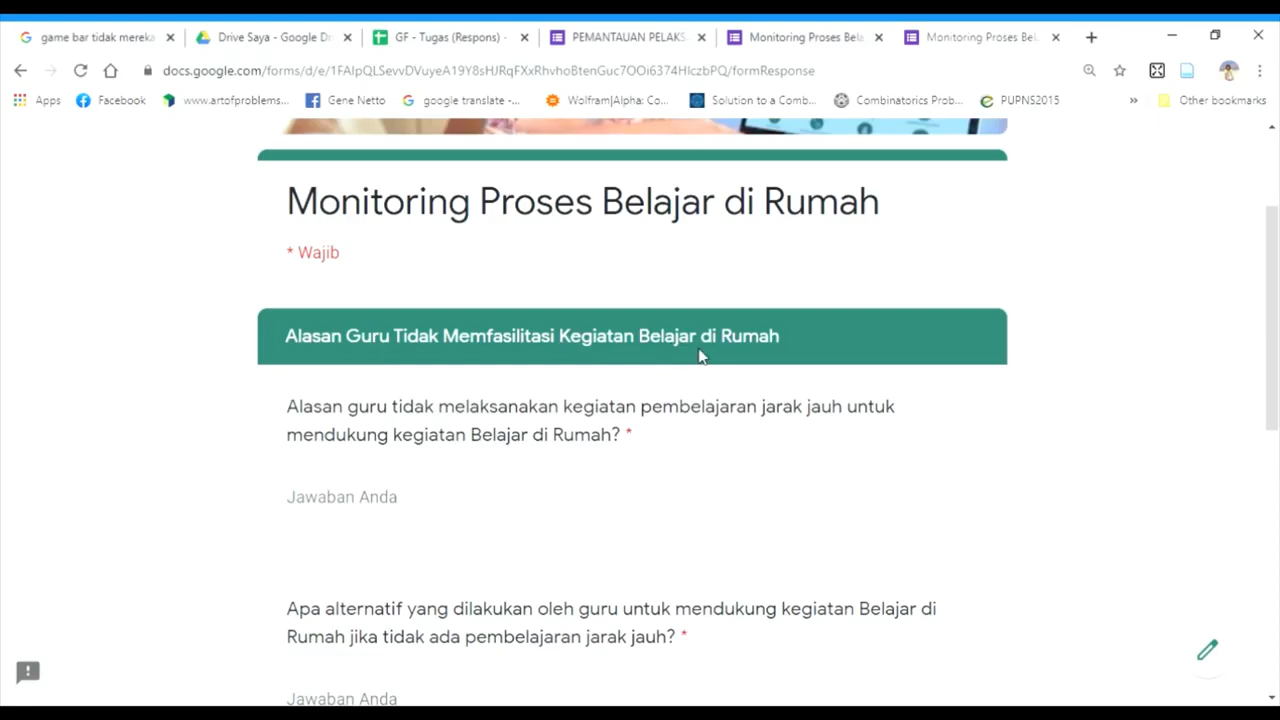 game bar tidak mereka
Drive Saya - Google Dr
GF - Tugas (Respons) -
PEMANTAUAN PELAKS
Monitoring Proses Bela
Monitoring Proses Bel
docs.google.com/forms/d/e/1FAIpQLSevvDVuyeA19Y8sHJRqFXxRhvhoBtenGuc7OOi6374HlczbPQ/formResponse
Apps
Facebook
www.artofproblems...
Gene Netto
google translate -...
Wolfram|Alpha: Co...
Solution to a Comb...
Combinatorics Prob...
PUPNS2015
»
Other bookmarks
Monitoring Proses Belajar di Rumah
* Wajib
Alasan Guru Tidak Memfasilitasi Kegiatan Belajar di Rumah
Alasan guru tidak melaksanakan kegiatan pembelajaran jarak jauh untuk
mendukung kegiatan Belajar di Rumah? *
Jawaban Anda
Apa alternatif yang dilakukan oleh guru untuk mendukung kegiatan Belajar di
Rumah jika tidak ada pembelajaran jarak jauh? *
Jawaban Anda